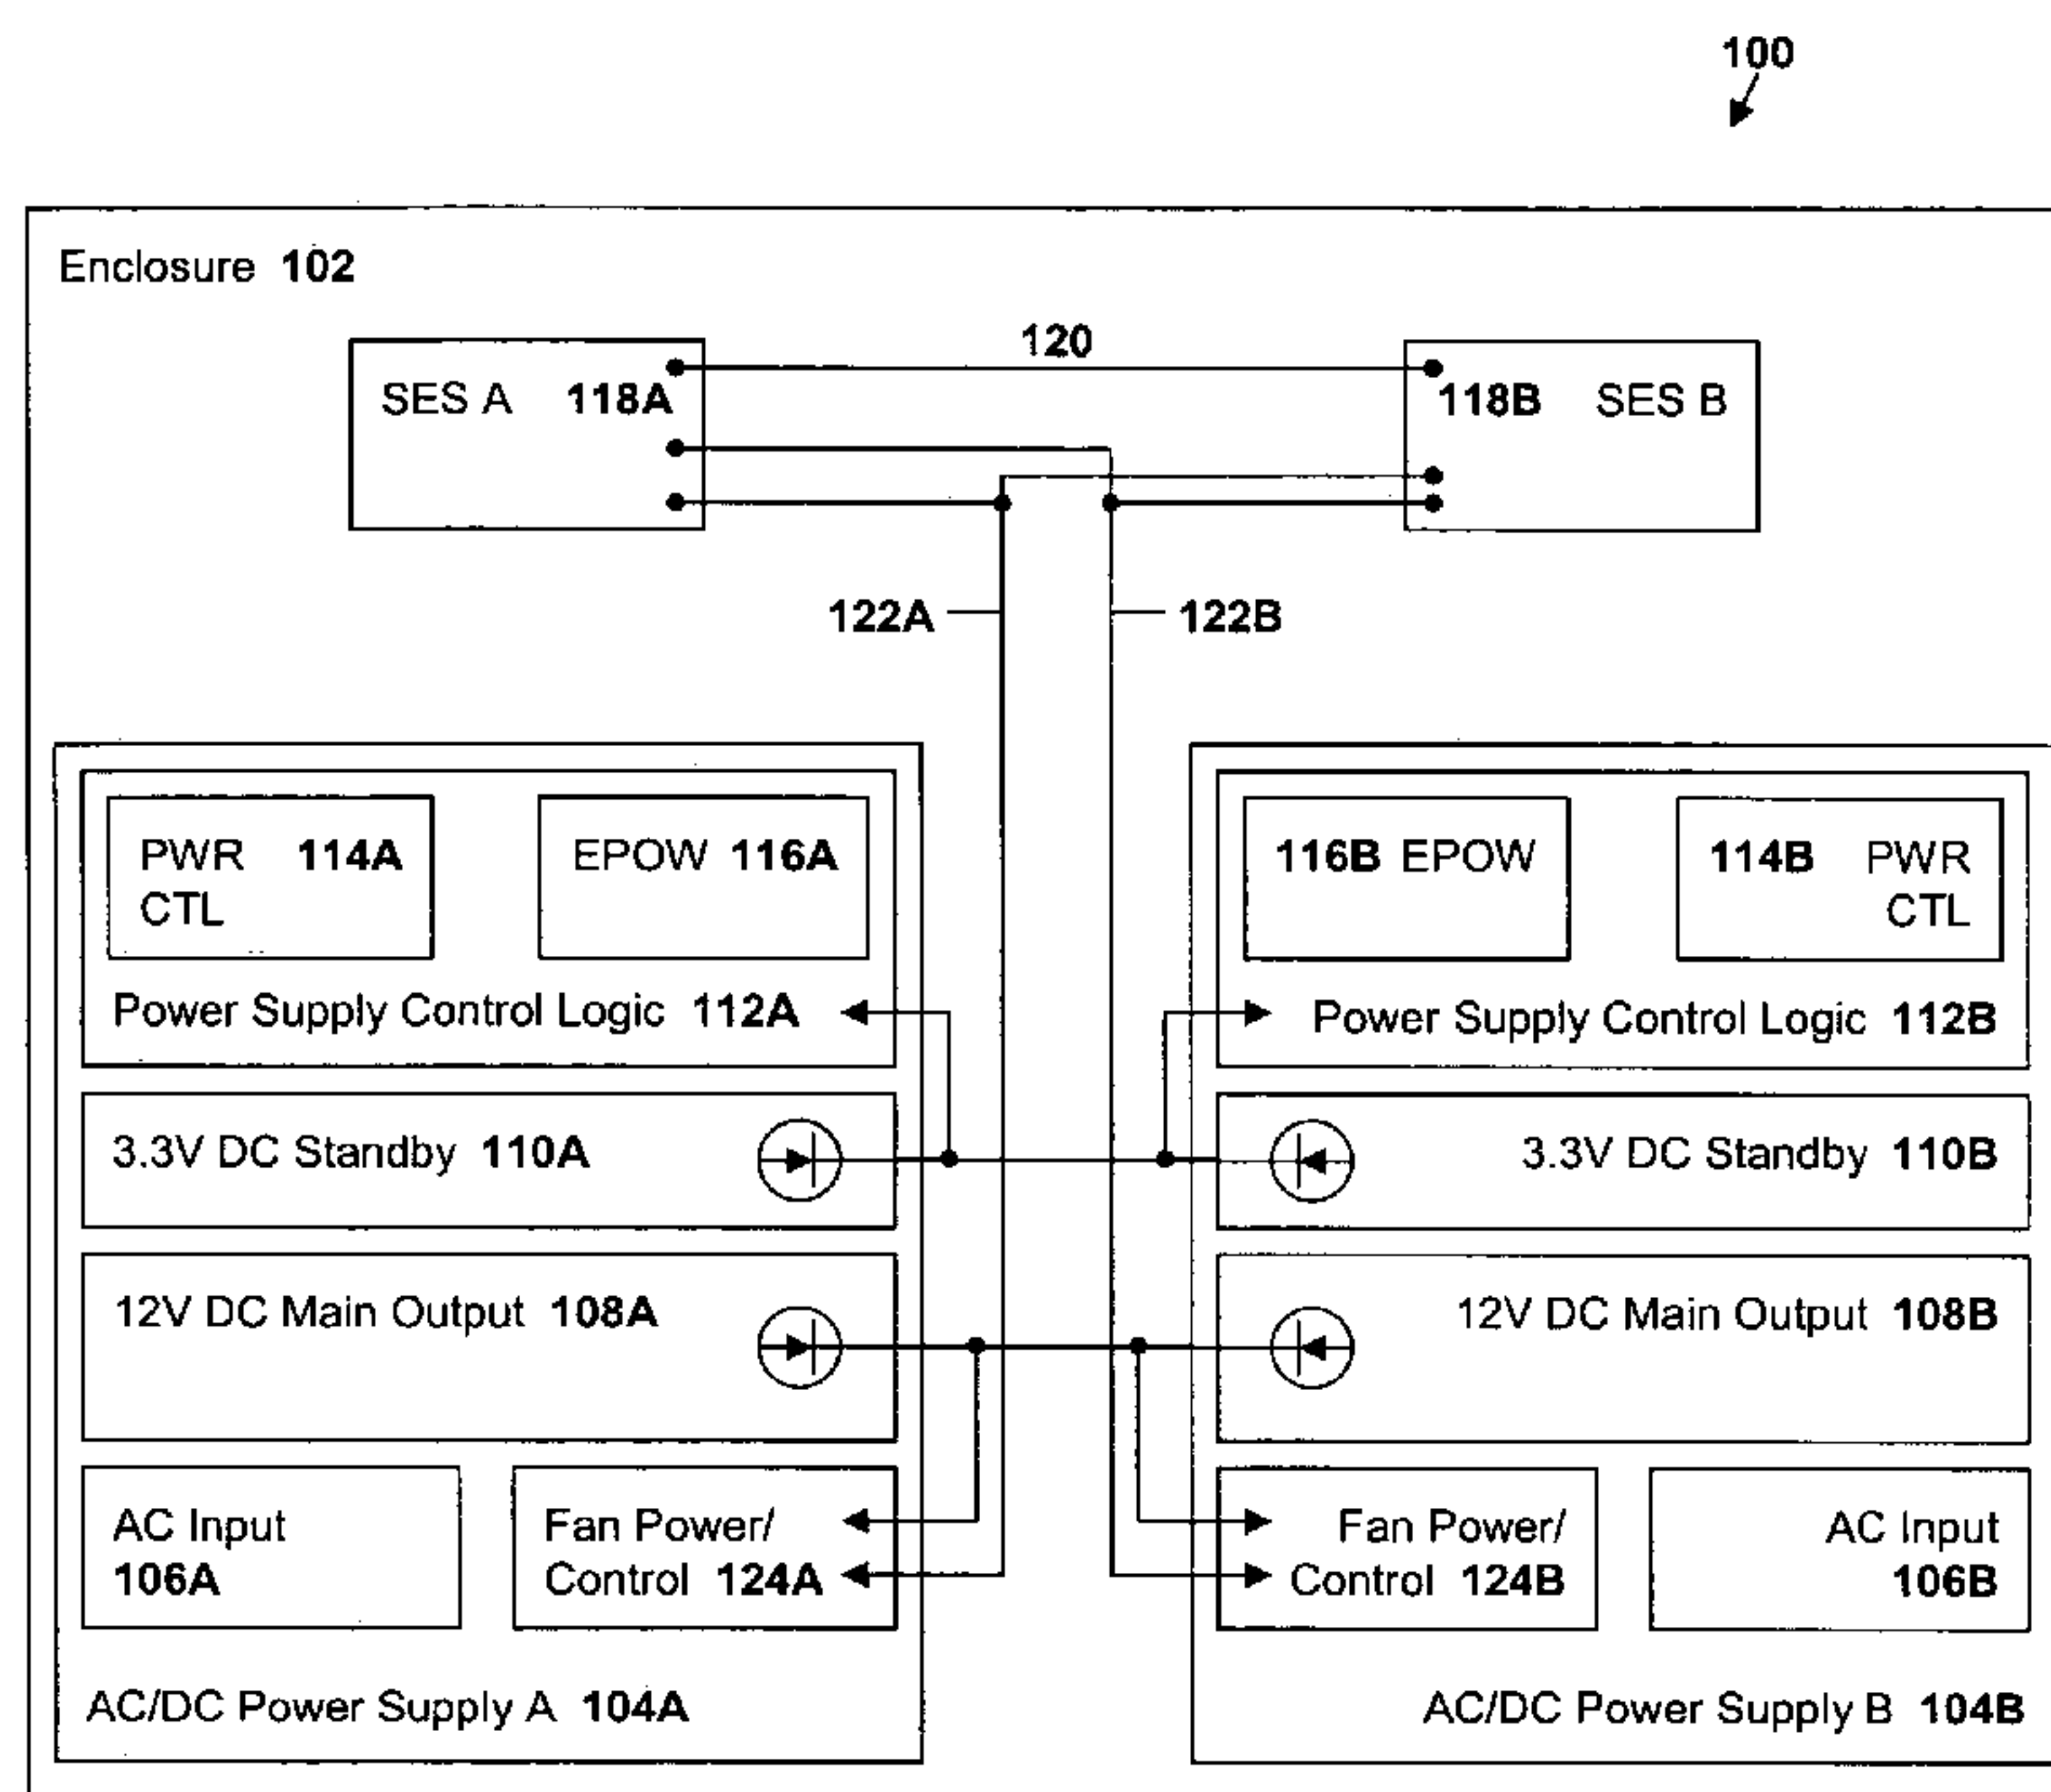 100
Enclosure 102
120
SES A 118A
118B SES B
122A
122B
PWR 114A
CTL
EPOW 116A
Power Supply Control Logic 112A
3.3V DC Standby 110A
12V DC Main Output 108A
AC Input
106A
Fan Power/
Control 124A
AC/DC Power Supply A 104A
116B EPOW
114B PWR
CTL
Power Supply Control Logic 112B
3.3V DC Standby 110B
12V DC Main Output 108B
Fan Power/
Control 124B
AC Input
106B
AC/DC Power Supply B 104B